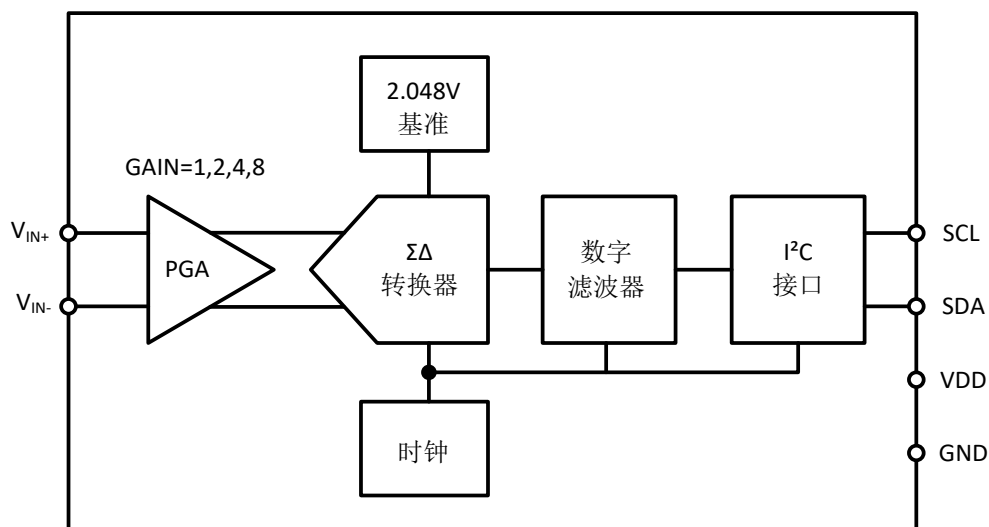 2.048V
基准
GAIN=1,2,4,8
VIN+
PGA
ΣΔ
转换器
数字
滤波器
I²C
接口
SCL
VIN-
SDA
VDD
时钟
GND